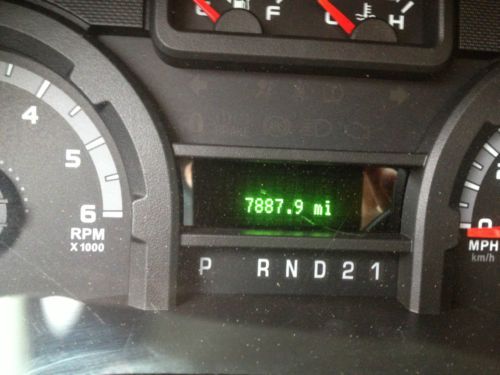 C H
4
5
6
RPM
X 1000
7887.9 mi
P R N D 2 1
MPH
km/h